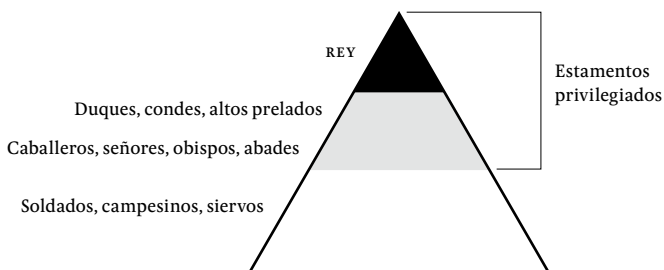 REY
Estamentos
privilegiados
Duques, condes, altos prelados
Caballeros, señores, obispos, abades
Soldados, campesinos, siervos